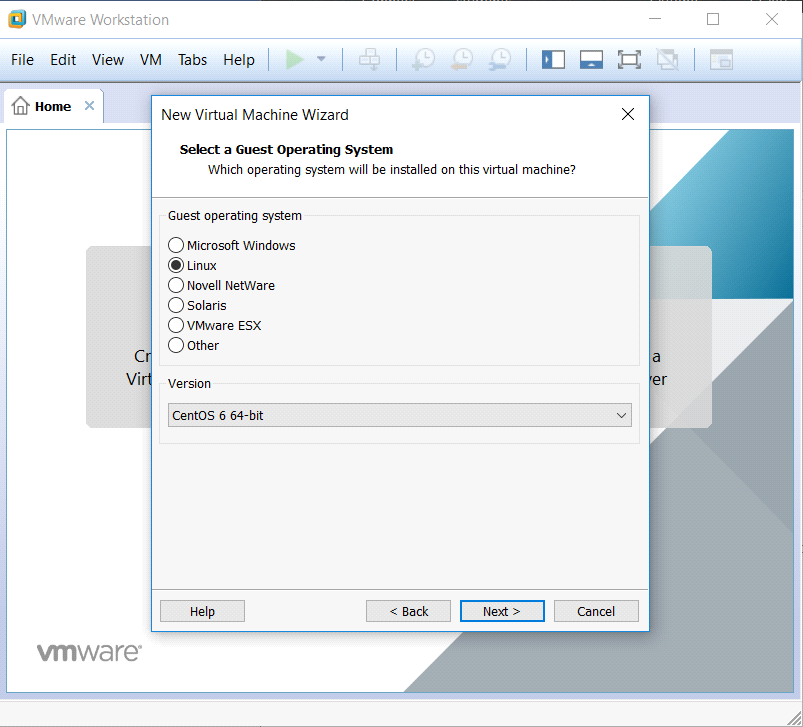 VMware Workstation
File Edit View VM Tabs Help
Home
New Virtual Machine Wizard
Select a Guest Operating System
Which operating system will be installed on this virtual machine?
Guest operating system
Microsoft Windows
Linux
Novell NetWare
Solaris
VMware ESX
Other
Cr
a
Virt
ver
Version
CentOS 6 64-bit
Help
< Back
Next >
Cancel
vmware